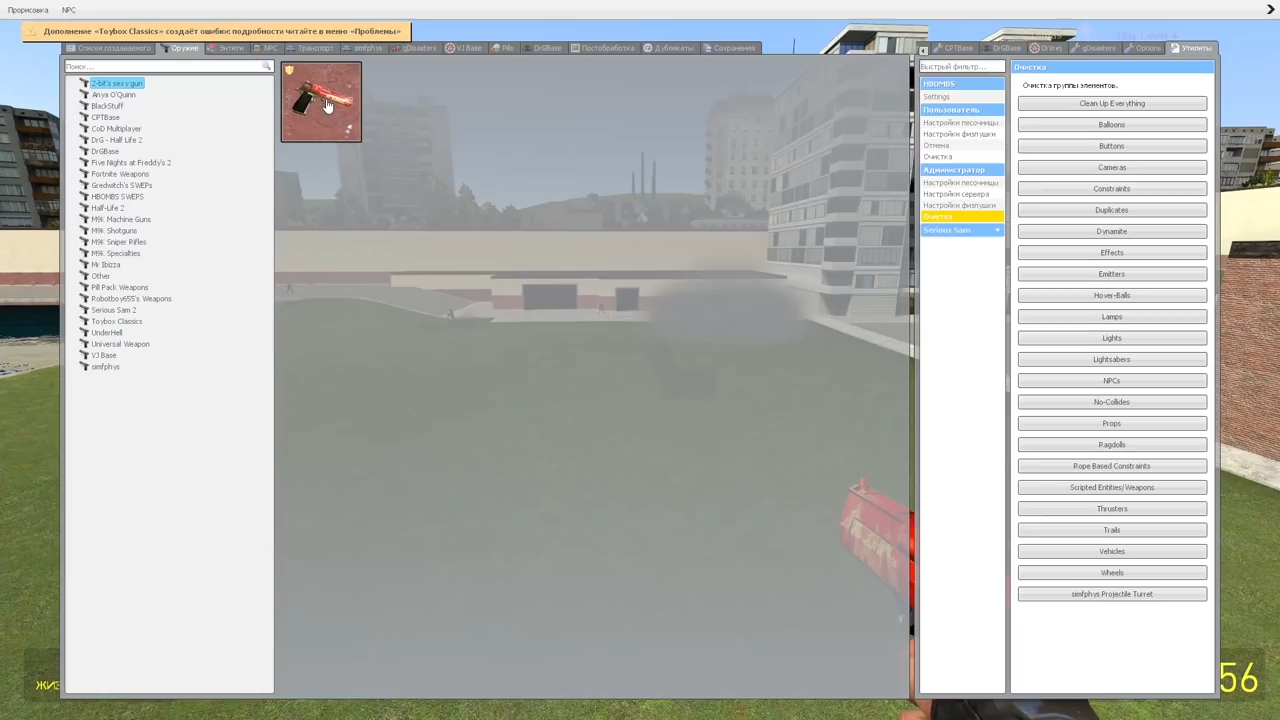 Прорисовка NPC
Дополнение «Toybox Classics» создаёт ошибки: подробности читайте в меню «Проблемы»
Списки создаваемого Оружие Энтети NPC Транспорт simfphys gDisasters VJ Base Pills DrGBase Постобработка Дубликаты Сохранения
CPTBase DrGBase gDisasters Options Утилиты
Поиск...
2-bit's sexy gun
Anya O'Quinn
BlackStuff
CPTBase
CoD Multiplayer
DrG - Half Life 2
DrGBase
Five Nights at Freddy's 2
Fortnite Weapons
Gredwitch's SWEPs
HBOMBS SWEPS
Half-Life 2
M9K Machine Guns
M9K Shotguns
M9K Sniper Rifles
M9K Specialties
Mr Ibizza
Other
Pill Pack Weapons
Robotboy655's Weapons
Serious Sam 2
Toybox Classics
UnderHell
Universal Weapon
VJ Base
simfphys
Быстрый фильтр...
HBOMBS
Settings
Пользователь
Настройки песочницы
Настройки физпушки
Отмена
Очистка
Администратор
Настройки песочницы
Настройки сервера
Настройки физпушки
Очистка
Serious Sam
Очистка
Очистка группы элементов.
Clean Up Everything
Balloons
Buttons
Cameras
Constraints
Duplicates
Dynamite
Effects
Emitters
Hover-Balls
Lamps
Lights
Lightsabers
NPCs
No-Collides
Props
Ragdolls
Rope Based Constraints
Scripted Entities/Weapons
Thrusters
Trails
Vehicles
Wheels
simfphys Projectile Turret
56